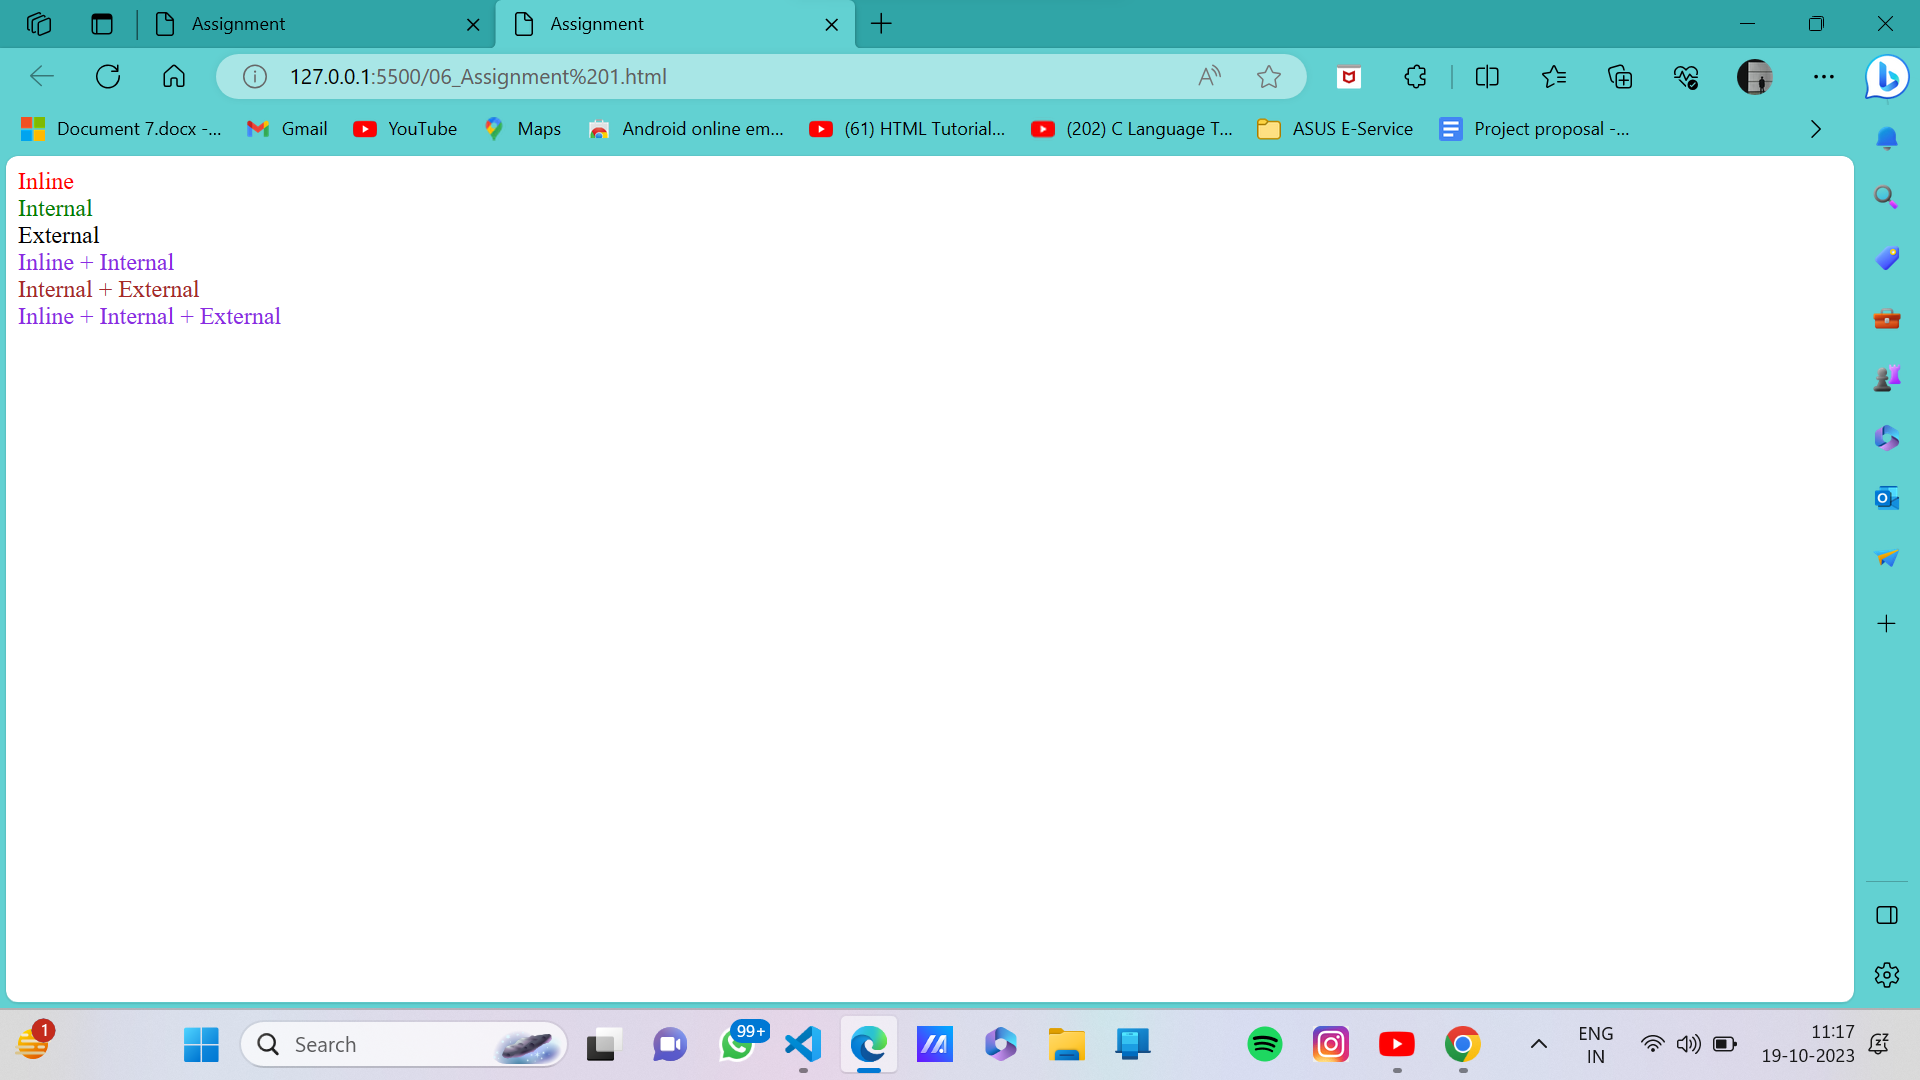 Assignment
Assignment
127.0.0.1:5500/06_Assignment%201.html
Document 7.docx -...
Gmail
YouTube
Maps
Android online em...
(61) HTML Tutorial...
(202) C Language T...
ASUS E-Service
Project proposal -...
Inline
Internal
External
Inline + Internal
Internal + External
Inline + Internal + External
1
Search
99+
ENG
IN
11:17
19-10-2023